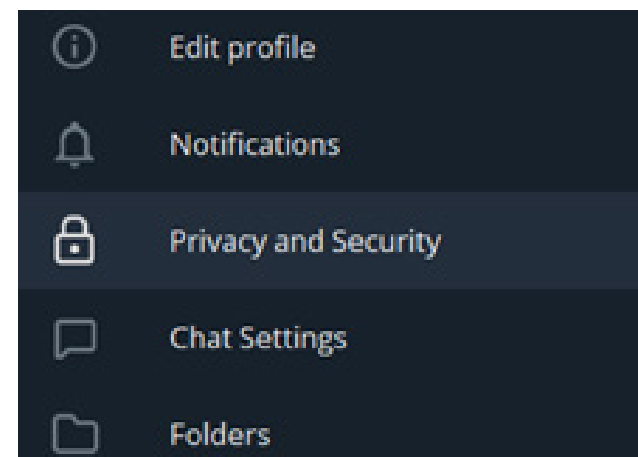 Edit profile
Notifications
Privacy and Security
Chat Settings
Folders